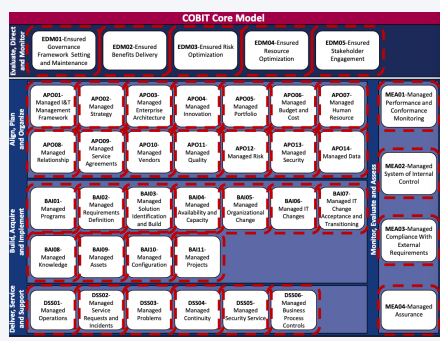 COBIT Core Model
Evaluate, Direct
and Monitor
EDM01-Ensured
Governance
Framework Setting
and Maintenance
EDM02-Ensured
Benefits Delivery
EDM03-Ensured Risk
Optimization
EDM04-Ensured
Resource
Optimization
EDM05-Ensured
Stakeholder
Engagement
Align, Plan
and Organize
APO01-
Managed I&T
Management
Framework
APO02-
Managed
Strategy
APO03-
Managed
Enterprise
Architecture
APO04-
Managed
Innovation
APO05-
Managed
Portfolio
APO06-
Managed
Budget and
Cost
APO07-
Managed
Human
Resource
APO08-
Managed
Relationship
APO09-
Managed
Service
Agreements
APO10-
Managed
Vendors
APO11-
Managed
Quality
APO12-
Managed Risk
APO13-
Managed
Security
APO14-
Managed Data
Build, Acquire
and Implement
BAI01-
Managed
Programs
BAI02-
Managed
Requirements
Definition
BAI03-
Managed
Solution
Identification
and Build
BAI04-
Managed
Availability and
Capacity
BAI05-
Managed
Organizational
Change
BAI06-
Managed IT
Changes
BAI07
Managed IT
Change
Acceptance and
Transitioning
BAI08-
Managed
Knowledge
BAI09-
Managed
Assets
BAI10-
Managed
Configuration
BAI11-
Managed
Projects
Deliver, Service
and Support
DSS01-
Managed
Operations
DSS02-
Managed
Service
Requests and
Incidents
DSS03-
Managed
Problems
DSS04-
Managed
Continuity
DSS05-
Managed
Security Service
DSS06-
Managed
Business
Process
Controls
Monitor, Evaluate and Assess
MEA01-Managed
Performance and
Conformance
Monitoring
MEA02-Managed
System of Internal
Control
MEA03-Managed
Compliance With
External
Requirements
MEA04-Managed
Assurance